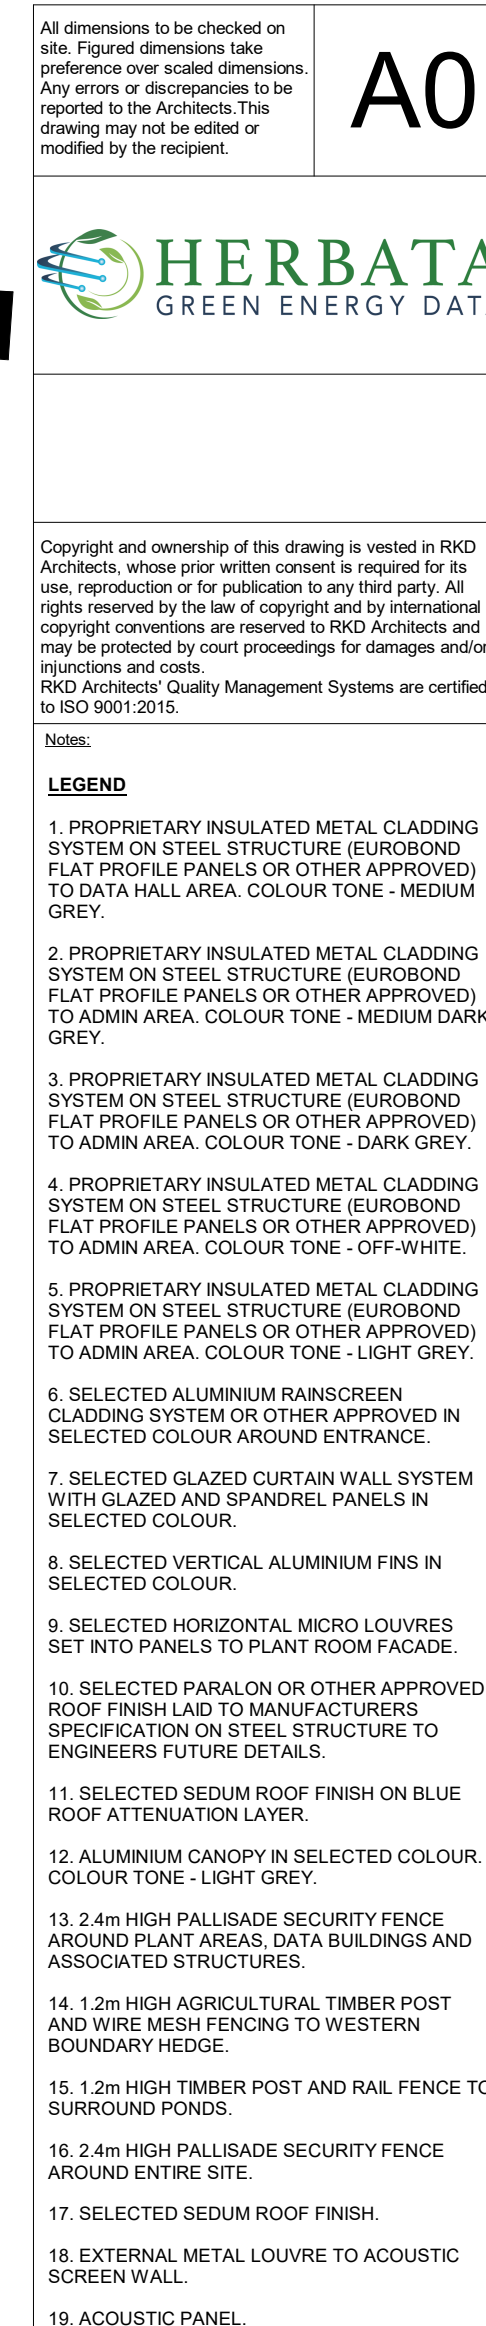 All dimensions to be checked on
site. Figured dimensions take
preference over scaled dimensions.
Any errors or discrepancies to be
reported to the Architects.This
drawing may not be edited or
modified by the recipient.
A0
HERBATA
GREEN ENERGY DAT
Copyright and ownership of this drawing is vested in RKD
Architects, whose prior written consent is required for its
use, reproduction or for publication to any third party. All
rights reserved by the law of copyright and by international
copyright conventions are reserved to RKD Architects and
may be protected by court proceedings for damages and/or
injunctions and costs.
RKD Architects' Quality Management Systems are certified
to ISO 9001:2015.
Notes:
LEGEND
1. PROPRIETARY INSULATED METAL CLADDING
SYSTEM ON STEEL STRUCTURE (EUROBOND
FLAT PROFILE PANELS OR OTHER APPROVED)
TO DATA HALL AREA. COLOUR TONE - MEDIUM
GREY.
2. PROPRIETARY INSULATED METAL CLADDING
SYSTEM ON STEEL STRUCTURE (EUROBOND
FLAT PROFILE PANELS OR OTHER APPROVED)
TO ADMIN AREA. COLOUR TONE - MEDIUM DARK
GREY.
3. PROPRIETARY INSULATED METAL CLADDING
SYSTEM ON STEEL STRUCTURE (EUROBOND
FLAT PROFILE PANELS OR OTHER APPROVED)
TO ADMIN AREA. COLOUR TONE - DARK GREY.
4. PROPRIETARY INSULATED METAL CLADDING
SYSTEM ON STEEL STRUCTURE (EUROBOND
FLAT PROFILE PANELS OR OTHER APPROVED)
TO ADMIN AREA. COLOUR TONE - OFF-WHITE.
5. PROPRIETARY INSULATED METAL CLADDING
SYSTEM ON STEEL STRUCTURE (EUROBOND
FLAT PROFILE PANELS OR OTHER APPROVED)
TO ADMIN AREA. COLOUR TONE - LIGHT GREY.
6. SELECTED ALUMINIUM RAINSCREEN
CLADDING SYSTEM OR OTHER APPROVED IN
SELECTED COLOUR AROUND ENTRANCE.
7. SELECTED GLAZED CURTAIN WALL SYSTEM
WITH GLAZED AND SPANDREL PANELS IN
SELECTED COLOUR.
8. SELECTED VERTICAL ALUMINIUM FINS IN
SELECTED COLOUR.
9. SELECTED HORIZONTAL MICRO LOUVRES
SET INTO PANELS TO PLANT ROOM FACADE.
10. SELECTED PARALON OR OTHER APPROVED
ROOF FINISH LAID TO MANUFACTURERS
SPECIFICATION ON STEEL STRUCTURE TO
ENGINEERS FUTURE DETAILS.
11. SELECTED SEDUM ROOF FINISH ON BLUE
ROOF ATTENUATION LAYER.
12. ALUMINIUM CANOPY IN SELECTED COLOUR.
COLOUR TONE - LIGHT GREY.
13. 2.4m HIGH PALLISADE SECURITY FENCE
AROUND PLANT AREAS, DATA BUILDINGS AND
ASSOCIATED STRUCTURES.
14. 1.2m HIGH AGRICULTURAL TIMBER POST
AND WIRE MESH FENCING TO WESTERN
BOUNDARY HEDGE.
15. 1.2m HIGH TIMBER POST AND RAIL FENCE TO
SURROUND PONDS.
16. 2.4m HIGH PALLISADE SECURITY FENCE
AROUND ENTIRE SITE.
17. SELECTED SEDUM ROOF FINISH.
18. EXTERNAL METAL LOUVRE TO ACOUSTIC
SCREEN WALL.
19. ACOUSTIC PANEL.